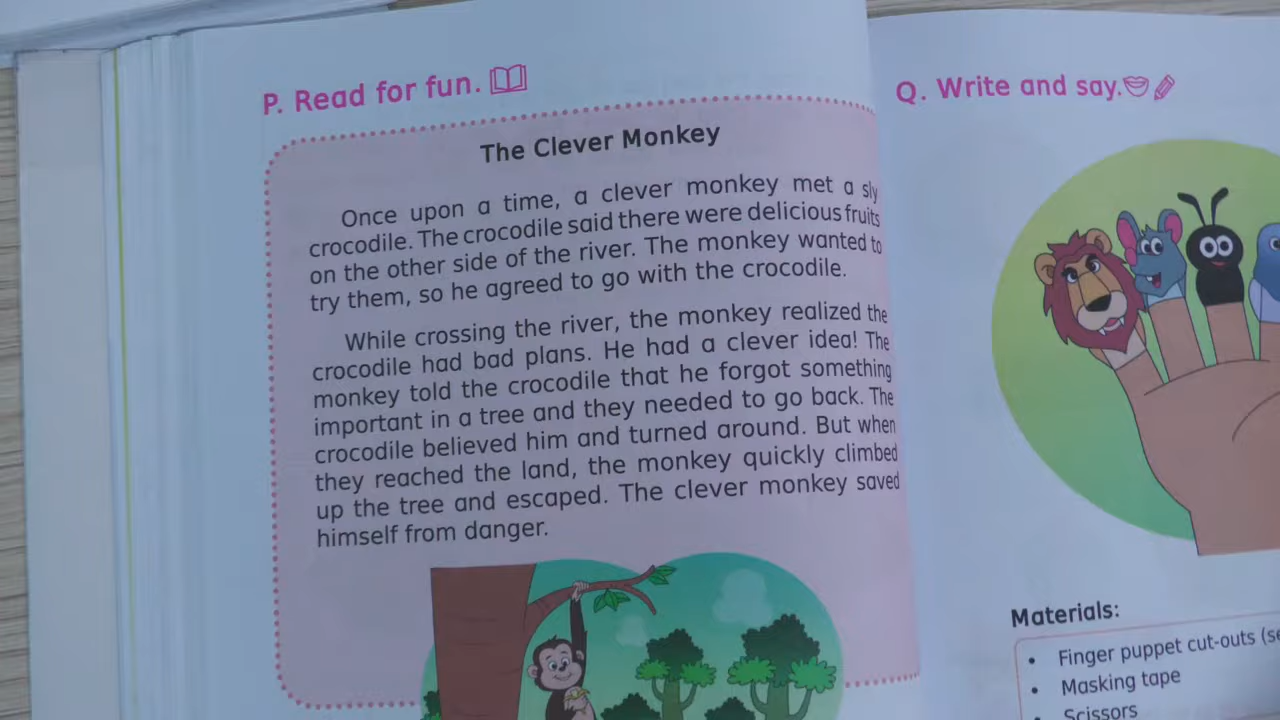 P. Read for fun.
The Clever Monkey
Once upon a time, a clever monkey met a sly
crocodile. The crocodile said there were delicious fruits
on the other side of the river. The monkey wanted to
try them, so he agreed to go with the crocodile.
While crossing the river, the monkey realized the
crocodile had bad plans. He had a clever idea! The
monkey told the crocodile that he forgot something
important in a tree and they needed to go back. The
crocodile believed him and turned around. But when
they reached the land, the monkey quickly climbed
up the tree and escaped. The clever monkey saved
himself from danger.
Q. Write and say.
Materials:
• Finger puppet cut-outs
• Masking tape
• Scissors